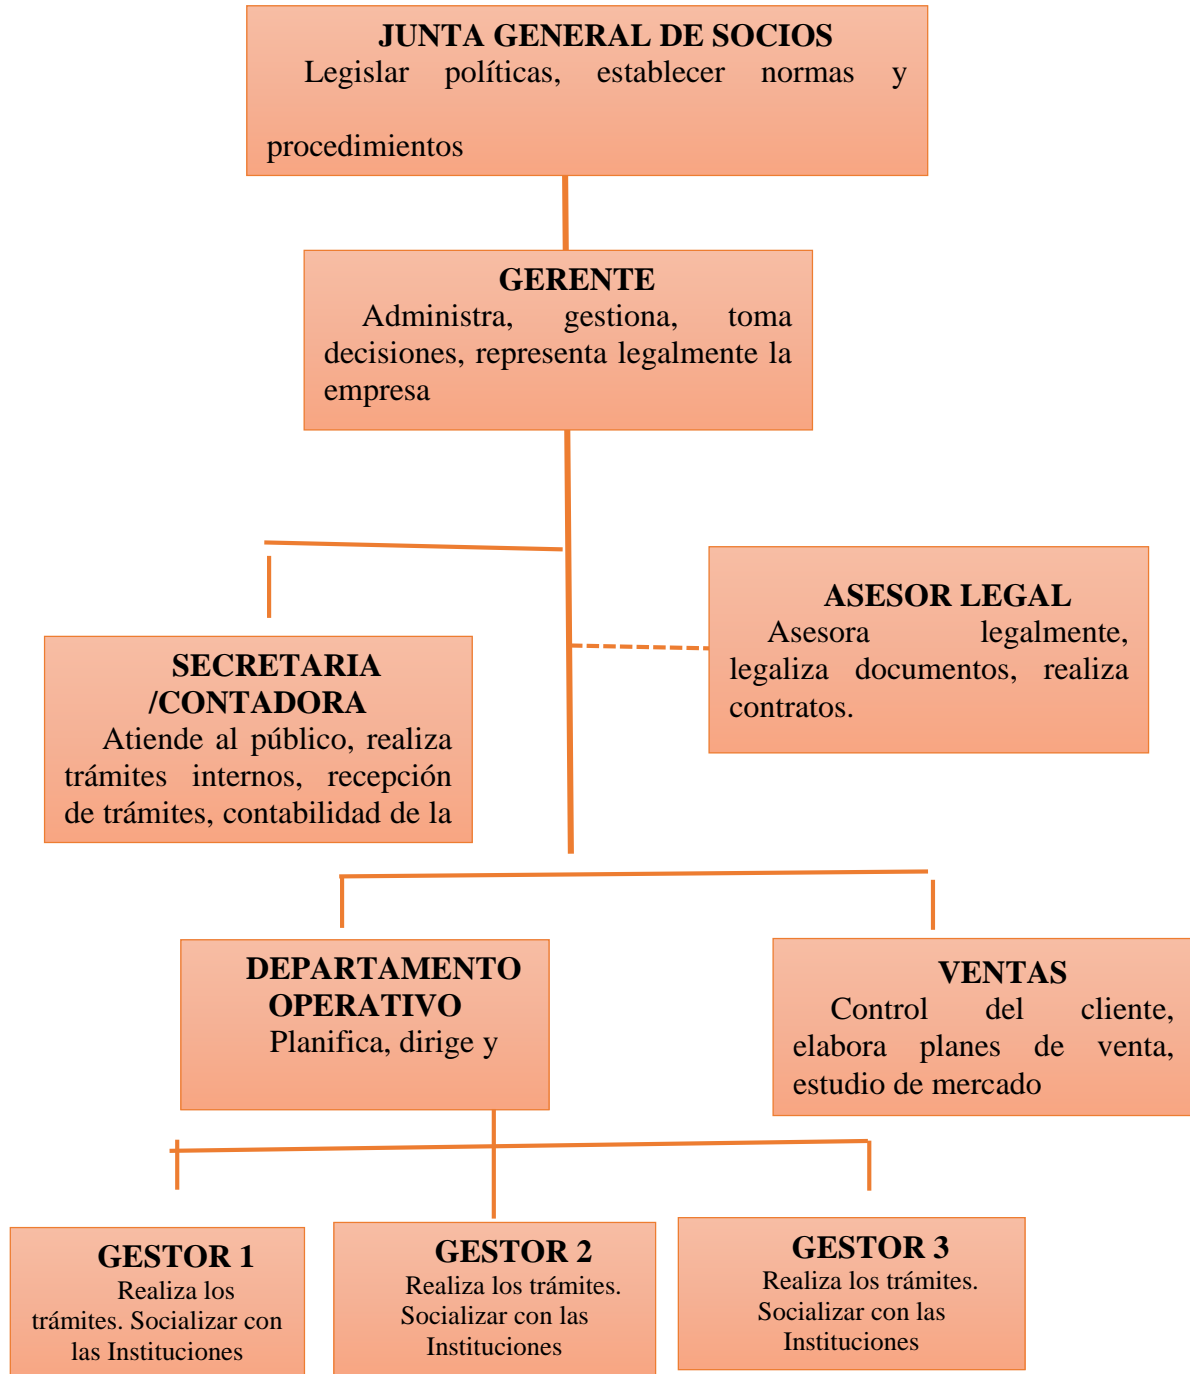 JUNTA GENERAL DE SOCIOS
Legislar políticas, establecer normas y
procedimientos
GERENTE
Administra, gestiona, toma
decisiones, representa legalmente la
empresa
ASESOR LEGAL
Asesora legalmente,
legaliza documentos, realiza
contratos.
SECRETARIA
/CONTADORA
Atiende al público, realiza
trámites internos, recepción
de trámites, contabilidad de la
DEPARTAMENTO
OPERATIVO
Planifica, dirige y
VENTAS
Control del cliente,
elabora planes de venta,
estudio de mercado
GESTOR 1
Realiza los
trámites. Socializar con
las Instituciones
GESTOR 2
Realiza los trámites.
Socializar con las
Instituciones
GESTOR 3
Realiza los trámites.
Socializar con las
Instituciones